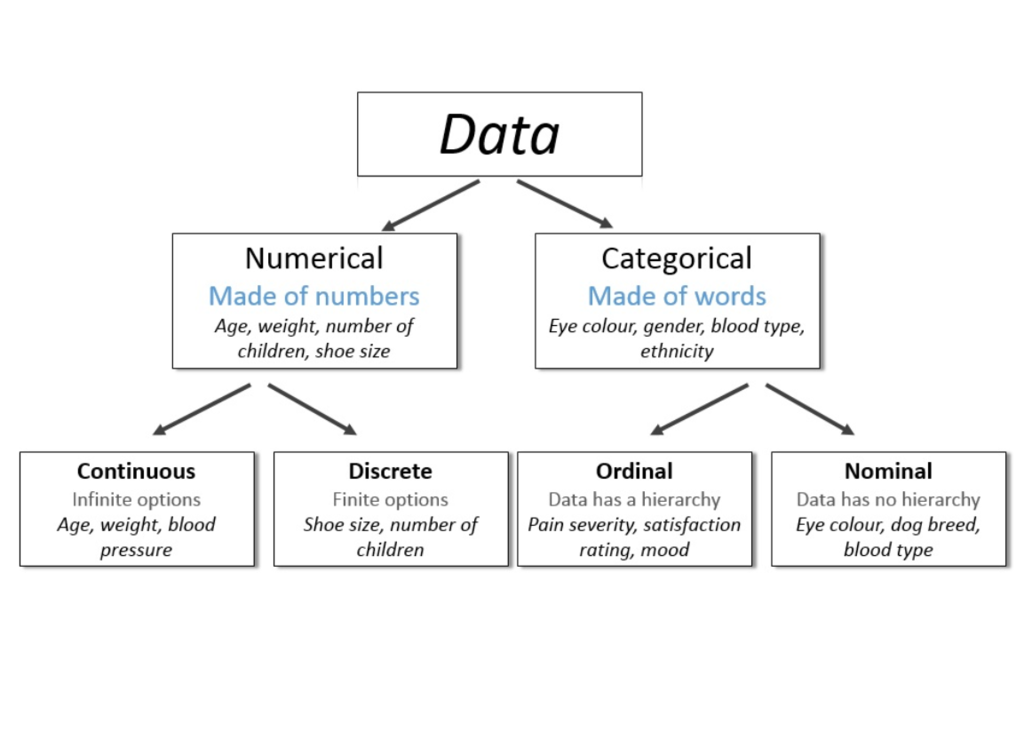 Data
Numerical
Made of numbers
Age, weight, number of
children, shoe size
Categorical
Made of words
Eye colour, gender, blood type,
ethnicity
Continuous
Infinite options
Age, weight, blood
pressure
Discrete
Finite options
Shoe size, number of
children
Ordinal
Data has a hierarchy
Pain severity, satisfaction
rating, mood
Nominal
Data has no hierarchy
Eye colour, dog breed,
blood type